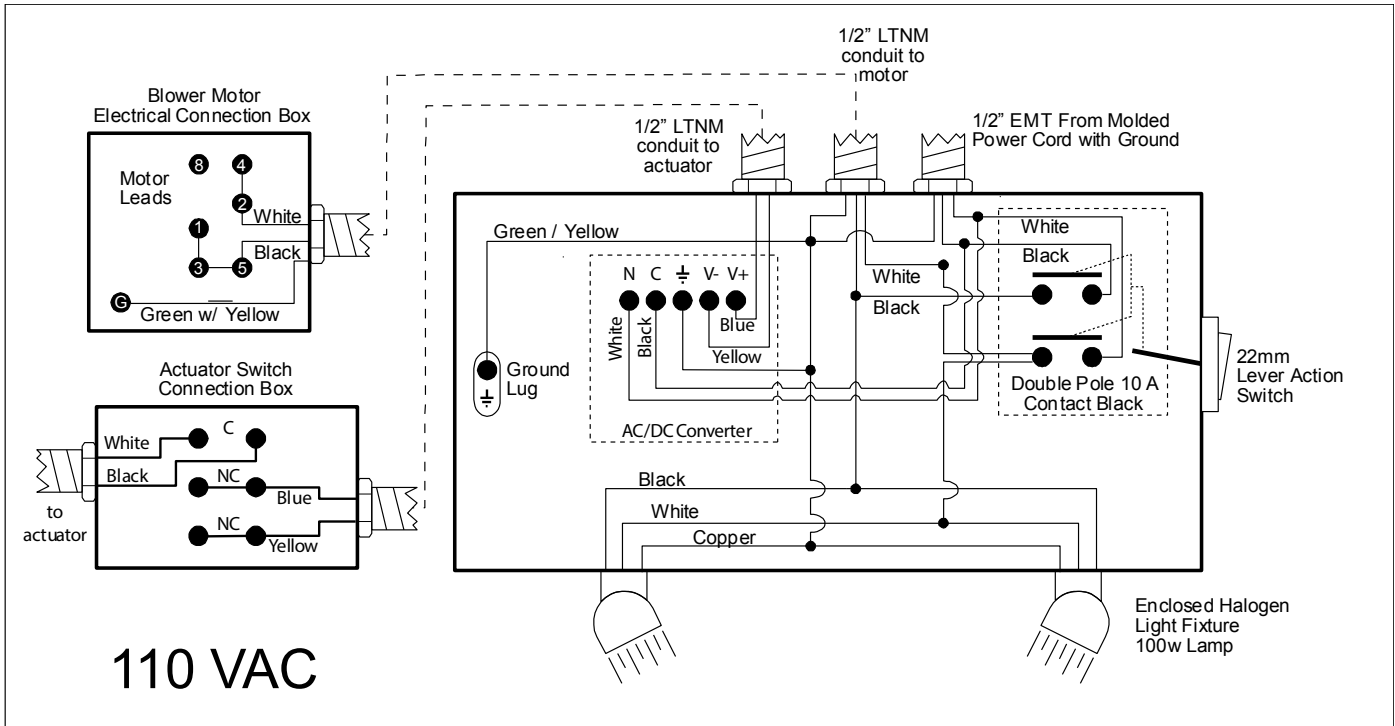 1/2” LTNM
conduit to
motor
Blower Motor
Electrical Connection Box
1/2” LTNM
conduit to
actuator
1/2” EMT From Molded
Power Cord with Ground
8
4
Motor
Leads
2
White
1
Black
3
5
G
Green w/ Yellow
Green / Yellow
White
Black
N C V- V+
White
Black
White
Black
Blue
Yellow
Ground
Lug
Double Pole 10 A
Contact Black
22mm
Lever Action
Switch
AC/DC Converter
Actuator Switch
Connection Box
White
C
Black
NC
Blue
NC
Yellow
to
actuator
Black
White
Copper
Enclosed Halogen
Light Fixture
100w Lamp
110 VAC